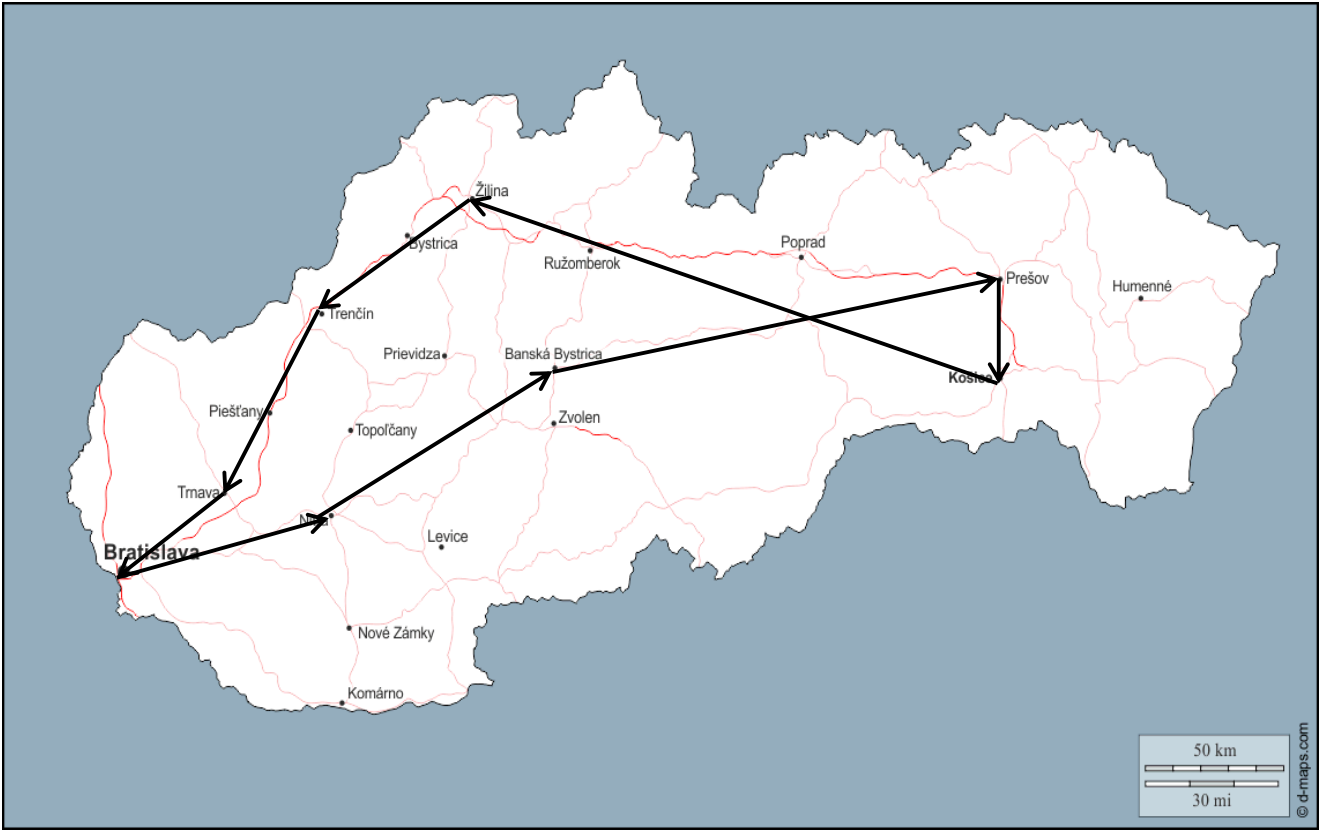 Žilina
Bystrica
Ružomberok
Poprad
Prešov
Humenné
Trenčín
Prievidza
Banská Bystrica
Košice
Piešťany
Topoľčany
Zvolen
Trnava
Nitra
Levice
Bratislava
Nové Zámky
Komárno
50 km
30 mi
© d-maps.com